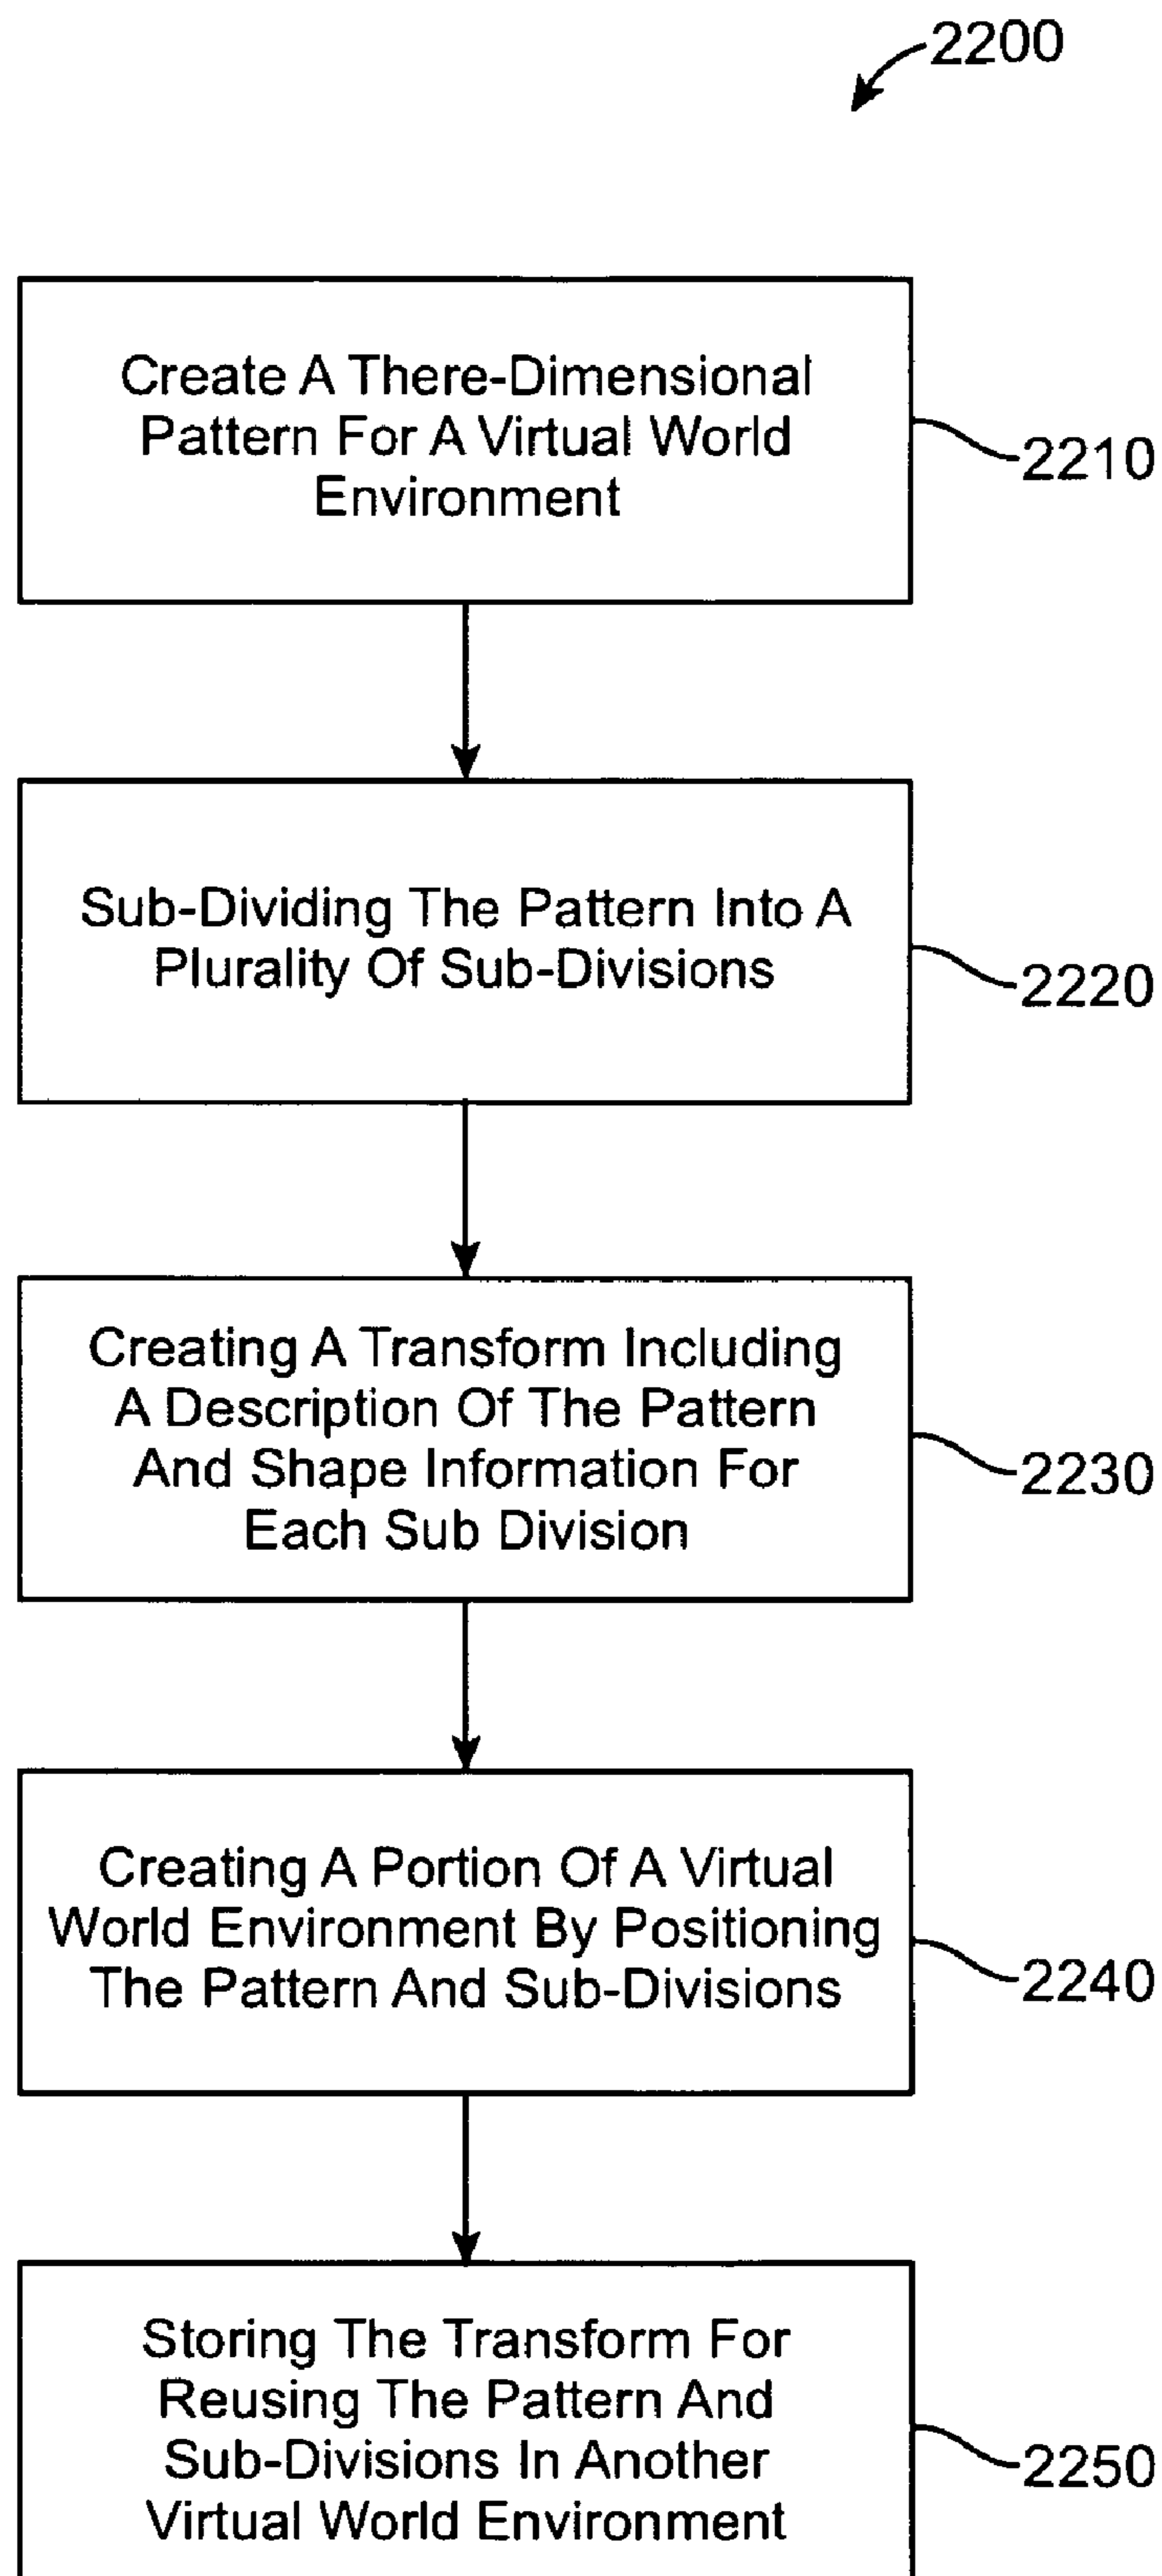 2200
Create A There-Dimensional
Pattern For A Virtual World
Environment
2210
Sub-Dividing The Pattern Into A
Plurality Of Sub-Divisions
2220
Creating A Transform Including
A Description Of The Pattern
And Shape Information For
Each Sub Division
2230
Creating A Portion Of A Virtual
World Environment By Positioning
The Pattern And Sub-Divisions
2240
Storing The Transform For
Reusing The Pattern And
Sub-Divisions In Another
Virtual World Environment
2250